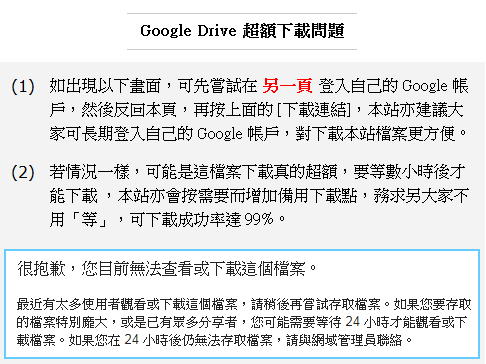 Google Drive 超額下載問題
(1) 如出現以下畫面，可先嘗試在 另一頁 登入自己的 Google 帳
戶，然後反回本頁，再按上面的 [下載連結]，本站亦建議大
家可長期登入自己的 Google 帳戶，對下載本站檔案更方便。
(2) 若情況一樣，可能是這檔案下載真的超額，要等數小時後才
能下載 ，本站亦會按需要而增加備用下載點，務求另大家不
用「等」，可下載成功率達 99%。
很抱歉，您目前無法查看或下載這個檔案。
最近有太多使用者觀看或下載這個檔案，請稍後再嘗試存取檔案。如果您要存取
的檔案特別龐大，或是已有眾多分享者，您可能需要等待 24 小時才能觀看或下
載檔案。如果您在 24 小時後仍無法存取檔案，請與網域管理員聯絡。